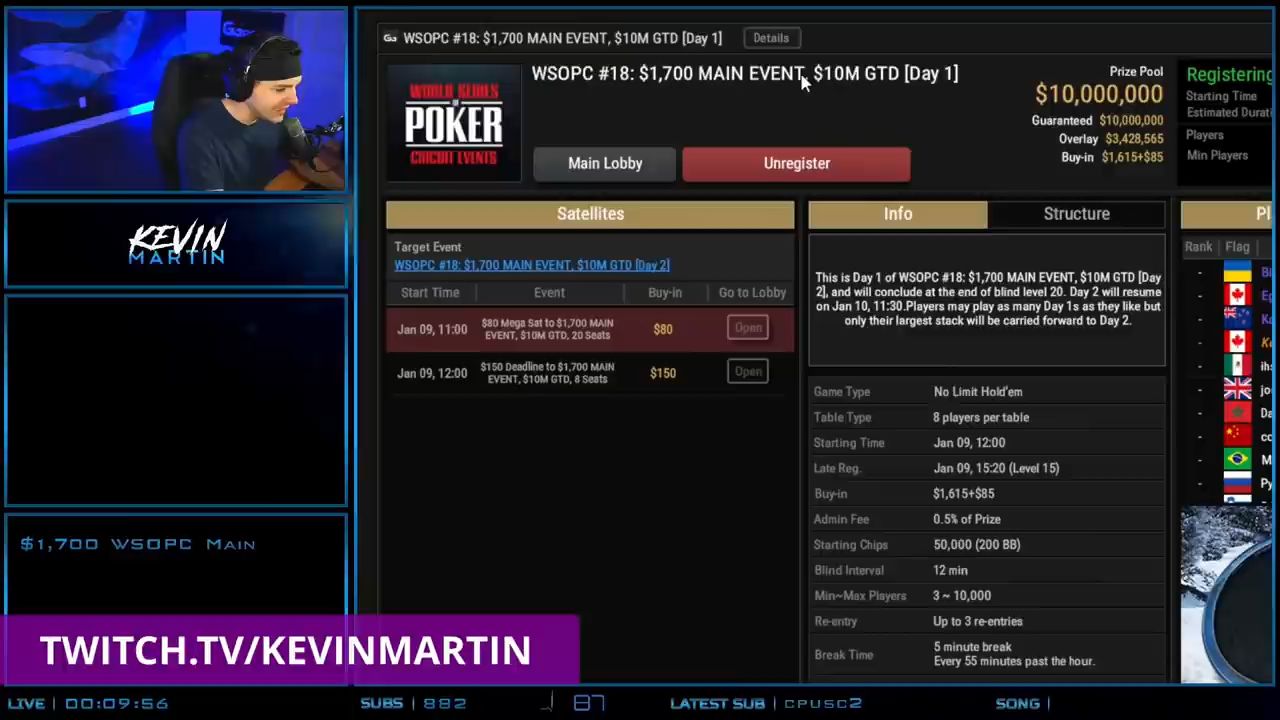 WSOPC #18: $1,700 MAIN EVENT, $10M GTD [Day 1]
Details
WORLD SERIES
OF
POKER
CIRCUIT EVENTS
WSOPC #18: $1,700 MAIN EVENT, $10M GTD [Day 1]
Main Lobby
Unregister
Prize Pool
$10,000,000
Guaranteed $10,000,000
Overlay $3,428,565
Buy-in $1,615+$85
Registering
Starting Time
Estimated Durati
Players
Min Players
KEVIN
MARTIN
Satellites
Target Event
WSOPC #18: $1,700 MAIN EVENT, $10M GTD [Day 2]
Start Time Event Buy-in Go to Lobby
Jan 09, 11:00 $80 Mega Sat to $1,700 MAIN
EVENT, $10M GTD, 20 Seats $80 Open
Jan 09, 12:00 $150 Deadline to $1,700 MAIN
EVENT, $10M GTD, 8 Seats $150 Open
Info Structure
This is Day 1 of WSOPC #18: $1,700 MAIN EVENT, $10M GTD [Day
2], and will conclude at the end of blind level 20. Day 2 will resume
on Jan 10, 11:30.Players may play as many Day 1s as they like but
only their largest stack will be carried forward to Day 2.
Game Type No Limit Hold'em
Table Type 8 players per table
Starting Time Jan 09, 12:00
Late Reg. Jan 09, 15:20 (Level 15)
Buy-in $1,615+$85
Admin Fee 0.5% of Prize
Starting Chips 50,000 (200 BB)
Blind Interval 12 min
Min~Max Players 3 ~ 10,000
Re-entry Up to 3 re-entries
Break Time 5 minute break
Every 55 minutes past the hour.
Pl
Rank Flag
-
-
-
-
- ihs
- jo
- Da
- co
- M
- Py
$1,700 WSOPC Main
TWITCH.TV/KEVINMARTIN
LIVE | 00:09:56
SUBS | 882
87
LATEST SUB | cpusc2
SONG |